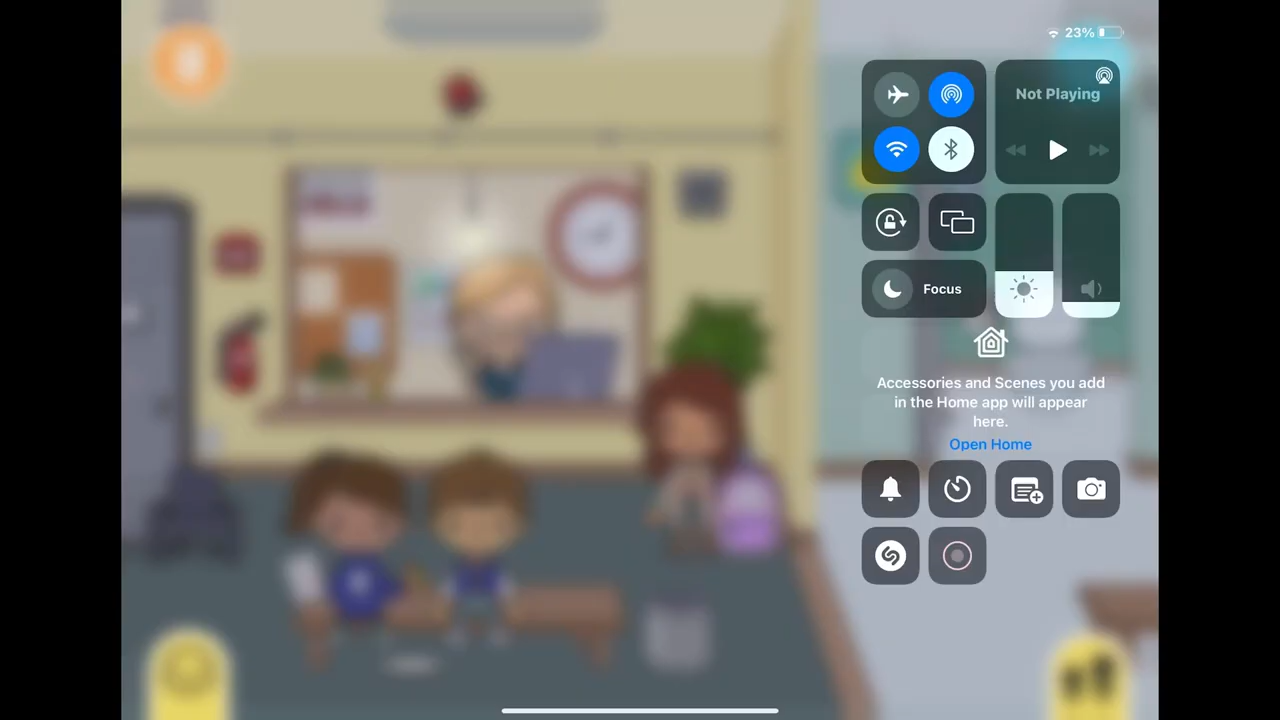 23%
Not Playing
Focus
Accessories and Scenes you add
in the Home app will appear
here.
Open Home